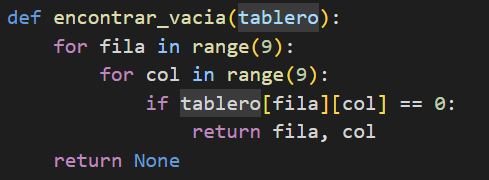 def encontrar_vacia(tablero):
    for fila in range(9):
        for col in range(9):
            if tablero[fila][col] == 0:
                return fila, col
    return None